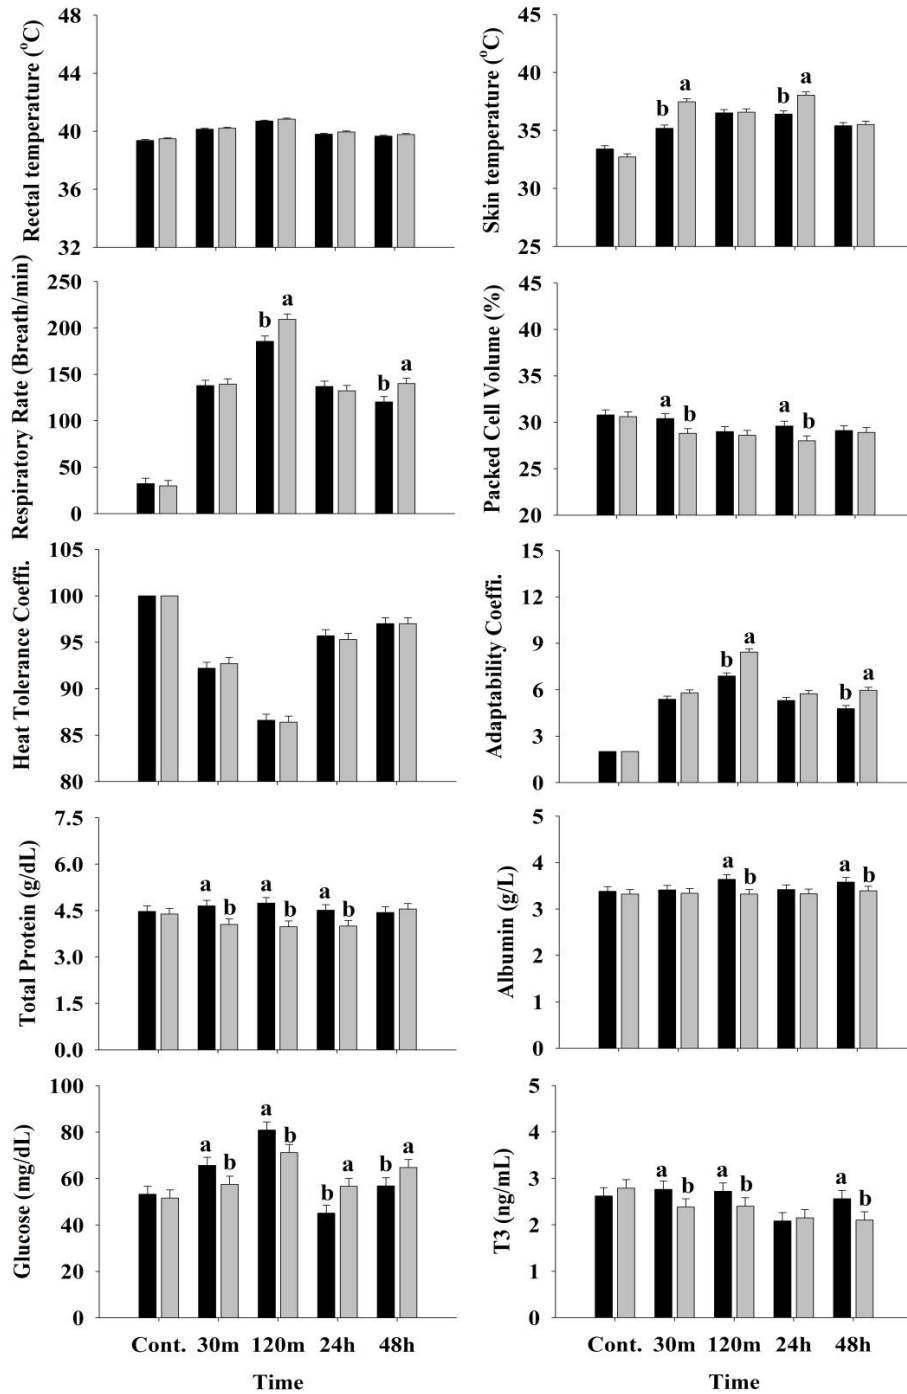 Rectal temperature (°C)
48
44
40
36
32
Skin temperature (°C)
45
40
35
30
25
b a b a
Respiratory Rate (Breath/min)
250
200
150
100
50
0
b a b a
Packed Cell Volume (%)
45
40
35
30
25
20
a b a b
Heat Tolerance Coeffi.
105
100
95
90
85
80
Adaptability Coeffi.
15
12
9
6
3
0
b a b a
Total Protein (g/dL)
7.5
6.0
4.5
3.0
1.5
0.0
a b a b a b
Albumin (g/L)
5
4
3
2
1
0
a b a b
Glucose (mg/dL)
100
80
60
40
20
0
a b a b b a b a
Cont. 30m 120m 24h 48h
Time
T3 (ng/mL)
5
4
3
2
1
0
a b a b a b
Cont. 30m 120m 24h 48h
Time